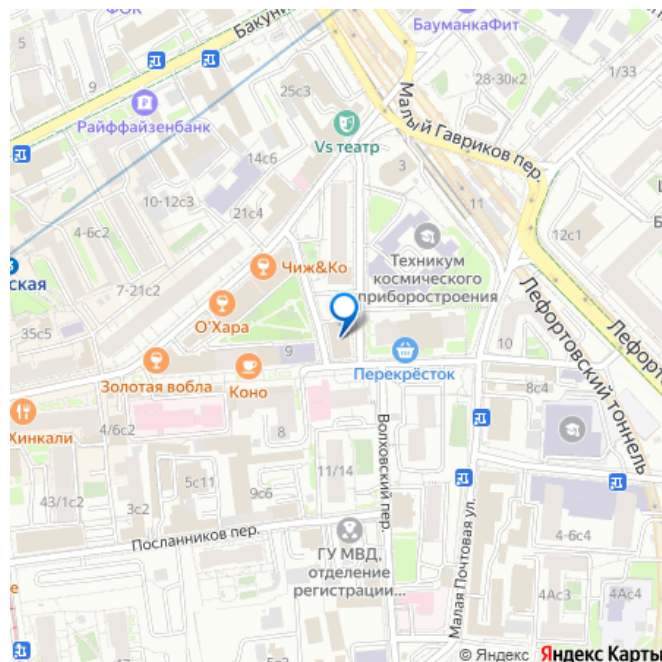 ФОК
Бакуни
БауманкаФит
5
9
25с3
28-30к2
1/33
Райффайзенбанк
Малый Гавриков пер.
Vs театр
14с6
3
10-12с3
11
21с4
4-6с2
12с1
Техникум
космического
приборостроения
Чиж&Ко
ская
7-21с2
О'Хара
35с5
Лефортовский тоннель
Лефорто
9
10
Золотая вобла
Коно
Перекрёсток
8с4
Хинкали
4/6с2
8
Волховский пер.
11/14
5с11
43/1с2
3с2
9с6
Малая Почтовая ул.
Посланников пер.
4-6с4
ГУ МВД,
отделение
регистрации...
е
4Ас3
4Ас4
© Яндекс Яндекс Карты